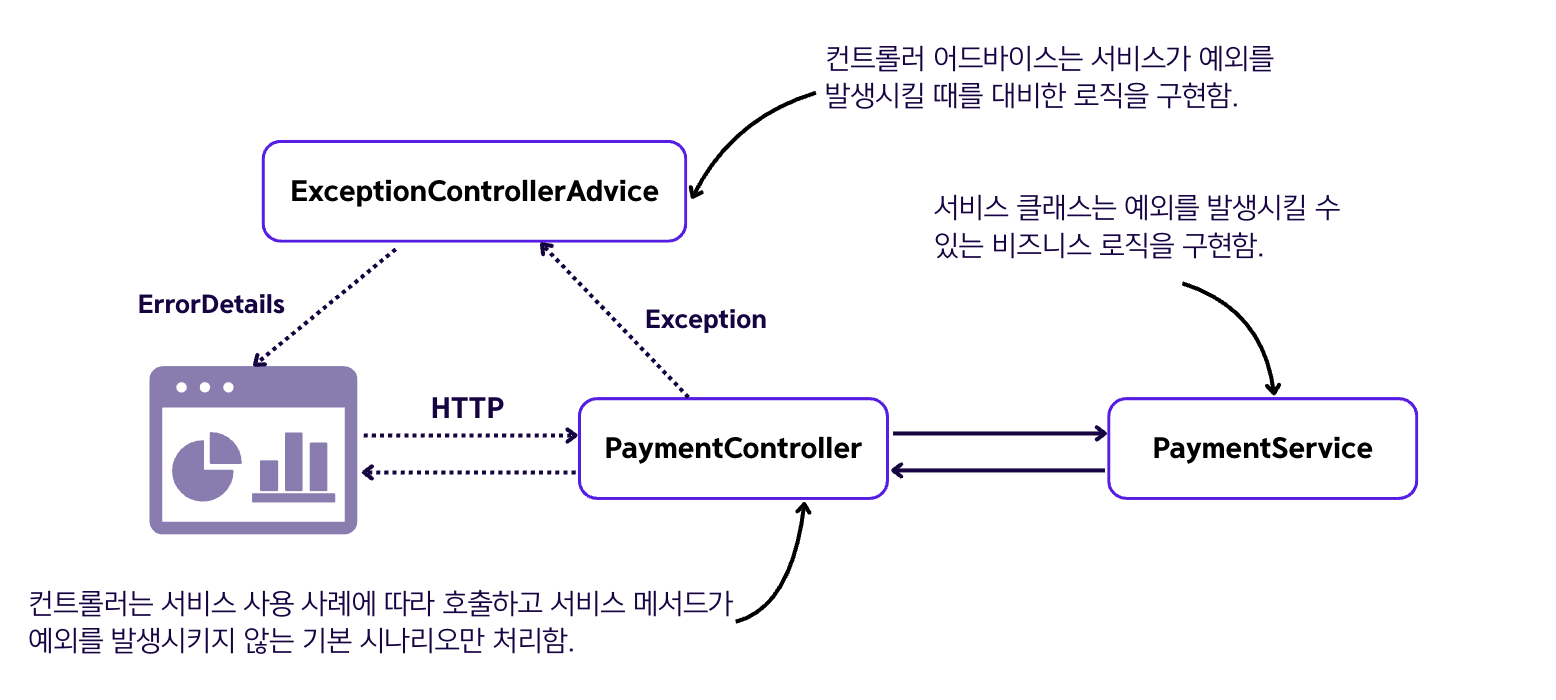 컨트롤러 어드바이스는 서비스가 예외를
발생시킬 때를 대비한 로직을 구현함.
ExceptionControllerAdvice
서비스 클래스는 예외를 발생시킬 수
있는 비즈니스 로직을 구현함.
ErrorDetails
Exception
HTTP
PaymentController
PaymentService
컨트롤러는 서비스 사용 사례에 따라 호출하고 서비스 메서드가
예외를 발생시키지 않는 기본 시나리오만 처리함.